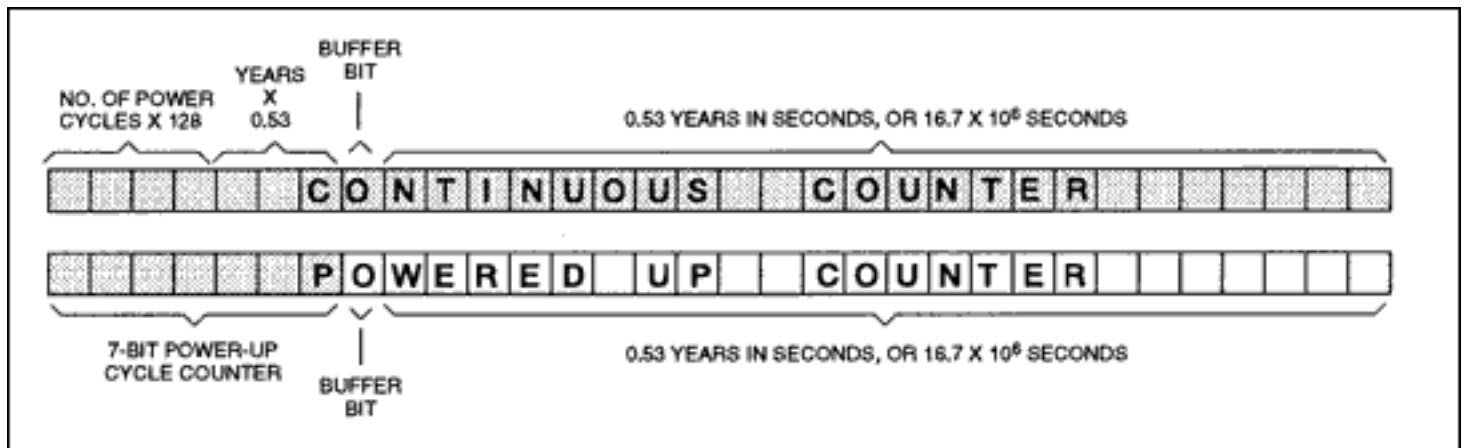 BUFFER
BIT
YEARS
X
0.53
NO. OF POWER
CYCLES X 128
0.53 YEARS IN SECONDS, OR 16.7 X 10⁶ SECONDS
CONTINUOUS COUNTER
POWERED UP COUNTER
7-BIT POWER-UP
CYCLE COUNTER
BUFFER
BIT
0.53 YEARS IN SECONDS, OR 16.7 X 10⁶ SECONDS